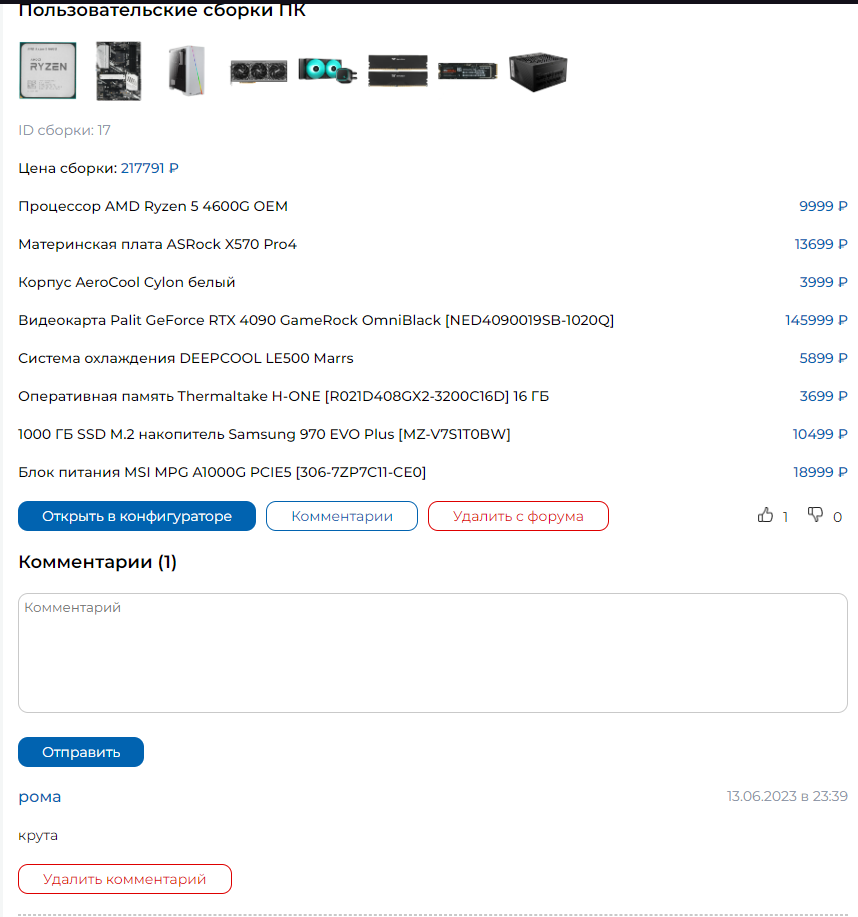 Пользовательские сборки ПК
RYZEN
ID сборки: 17
Цена сборки: 217791 ₽
Процессор AMD Ryzen 5 4600G OEM 9999 ₽
Материнская плата ASRock X570 Pro4 13699 ₽
Корпус AeroCool Cylon белый 3999 ₽
Видеокарта Palit GeForce RTX 4090 GameRock OmniBlack [NED4090019SB-1020Q] 145999 ₽
Система охлаждения DEEPCOOL LE500 Marrs 5899 ₽
Оперативная память Thermaltake H-ONE [R021D408GX2-3200C16D] 16 ГБ 3699 ₽
1000 ГБ SSD M.2 накопитель Samsung 970 EVO Plus [MZ-V7S1T0BW] 10499 ₽
Блок питания MSI MPG A1000G PCIE5 [306-7ZP7C11-CE0] 18999 ₽
Открыть в конфигураторе Комментарии Удалить с форума 1 0
Комментарии (1)
Комментарий
Отправить
рома 13.06.2023 в 23:39
крута
Удалить комментарий